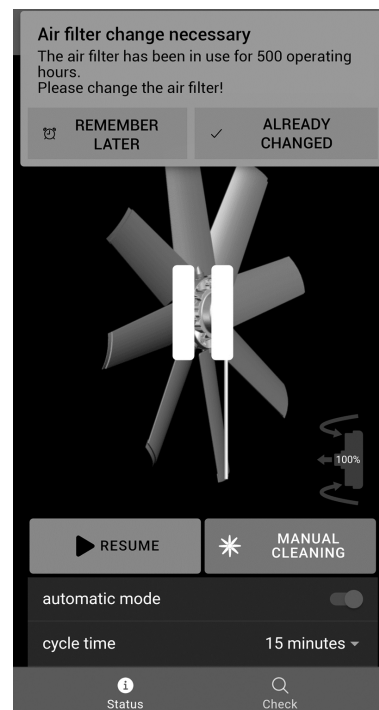 Air filter change necessary
The air filter has been in use for 500 operating
hours.
Please change the air filter!
REMEMBER
LATER
ALREADY
CHANGED
100%
RESUME
MANUAL
CLEANING
automatic mode
cycle time
15 minutes
Status
Check